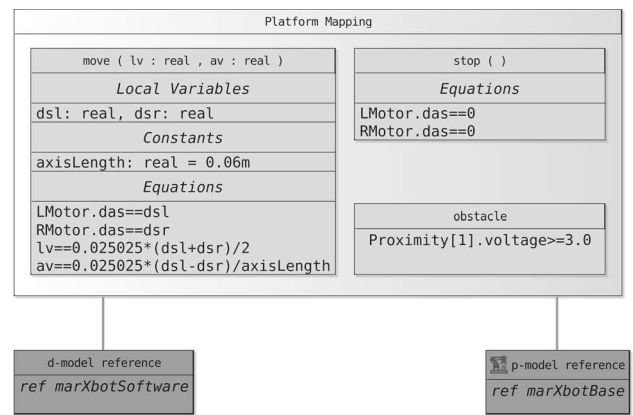 Platform Mapping
move ( lv : real , av : real )
Local Variables
dsl: real, dsr: real
Constants
axisLength: real = 0.06m
Equations
LMotor.das==dsl
RMotor.das==dsr
lv==0.025025*(dsl+dsr)/2
av==0.025025*(dsl-dsr)/axisLength
stop ( )
Equations
LMotor.das==0
RMotor.das==0
obstacle
Proximity[1].voltage>=3.0
d-model reference
ref marXbotSoftware
p-model reference
ref marXbotBase